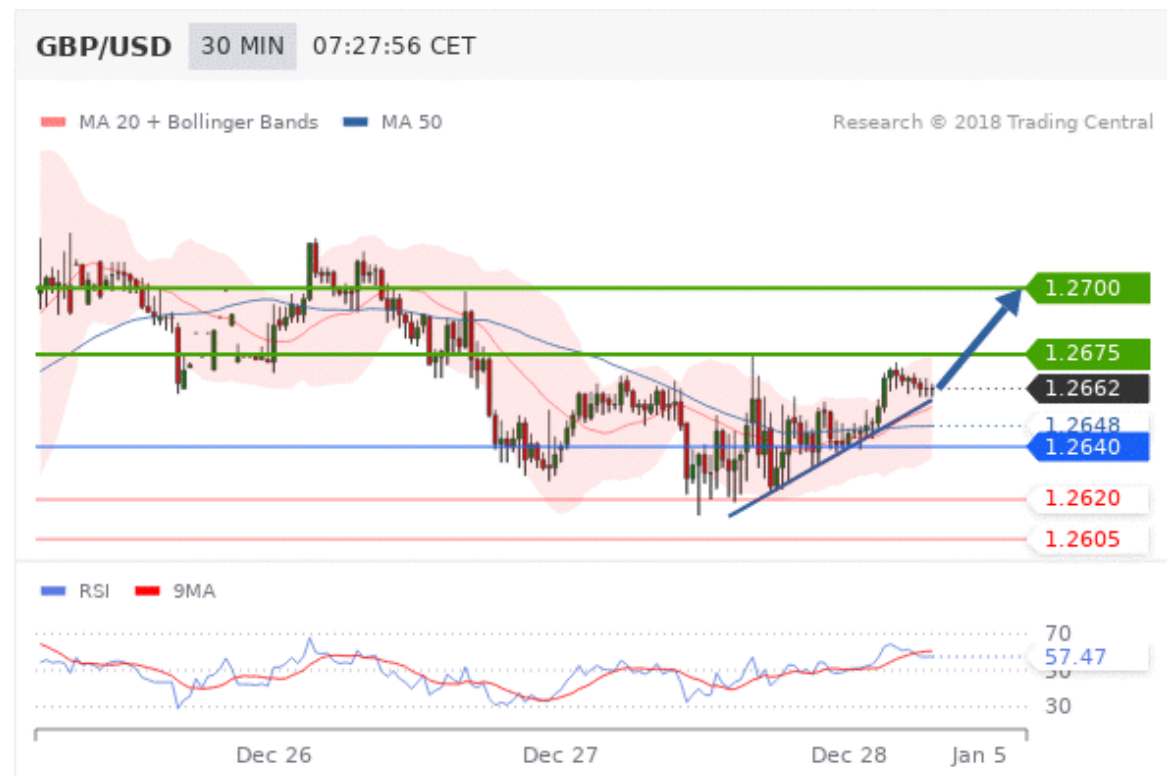 GBP/USD 30 MIN 07:27:56 CET
MA 20 + Bollinger Bands MA 50 Research © 2018 Trading Central
1.2700
1.2675
1.2662
1.2648
1.2640
1.2620
1.2605
RSI 9MA
70
57.47
50
30
Dec 26 Dec 27 Dec 28 Jan 5